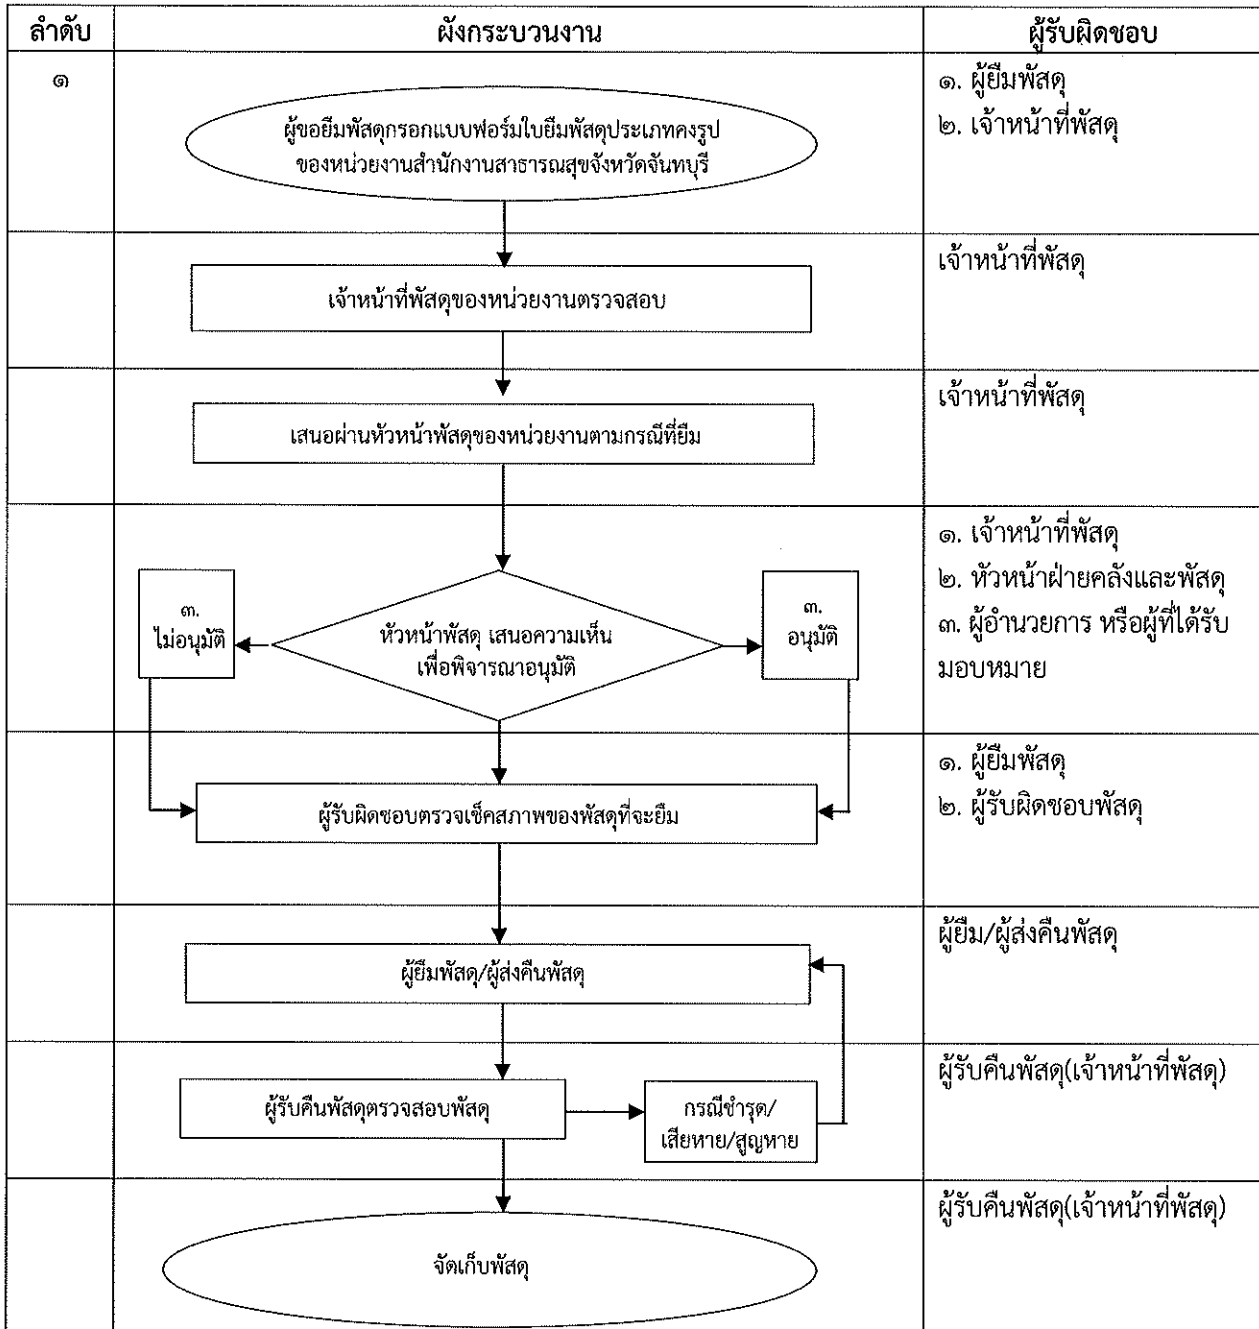 ลำดับ
ผังกระบวนงาน
ผู้รับผิดชอบ
๑
ผู้ขอยืมพัสดุกรอกแบบฟอร์มใบยืมพัสดุประเภทคงรูป
ของหน่วยงานสำนักงานสาธารณสุขจังหวัดจันทบุรี
๑. ผู้ยืมพัสดุ
๒. เจ้าหน้าที่พัสดุ
เจ้าหน้าที่พัสดุของหน่วยงานตรวจสอบ
เจ้าหน้าที่พัสดุ
เสนอผ่านหัวหน้าพัสดุของหน่วยงานตามกรณีที่ยืม
เจ้าหน้าที่พัสดุ
๓.
ไม่อนุมัติ
หัวหน้าพัสดุ เสนอความเห็น
เพื่อพิจารณาอนุมัติ
๓.
อนุมัติ
๑. เจ้าหน้าที่พัสดุ
๒. หัวหน้าฝ่ายคลังและพัสดุ
๓. ผู้อำนวยการ หรือผู้ที่ได้รับ
มอบหมาย
ผู้รับผิดชอบตรวจเช็คสภาพของพัสดุที่จะยืม
๑. ผู้ยืมพัสดุ
๒. ผู้รับผิดชอบพัสดุ
ผู้ยืมพัสดุ/ผู้ส่งคืนพัสดุ
ผู้ยืม/ผู้ส่งคืนพัสดุ
ผู้รับคืนพัสดุตรวจสอบพัสดุ
กรณีชำรุด/
เสียหาย/สูญหาย
ผู้รับคืนพัสดุ(เจ้าหน้าที่พัสดุ)
จัดเก็บพัสดุ
ผู้รับคืนพัสดุ(เจ้าหน้าที่พัสดุ)